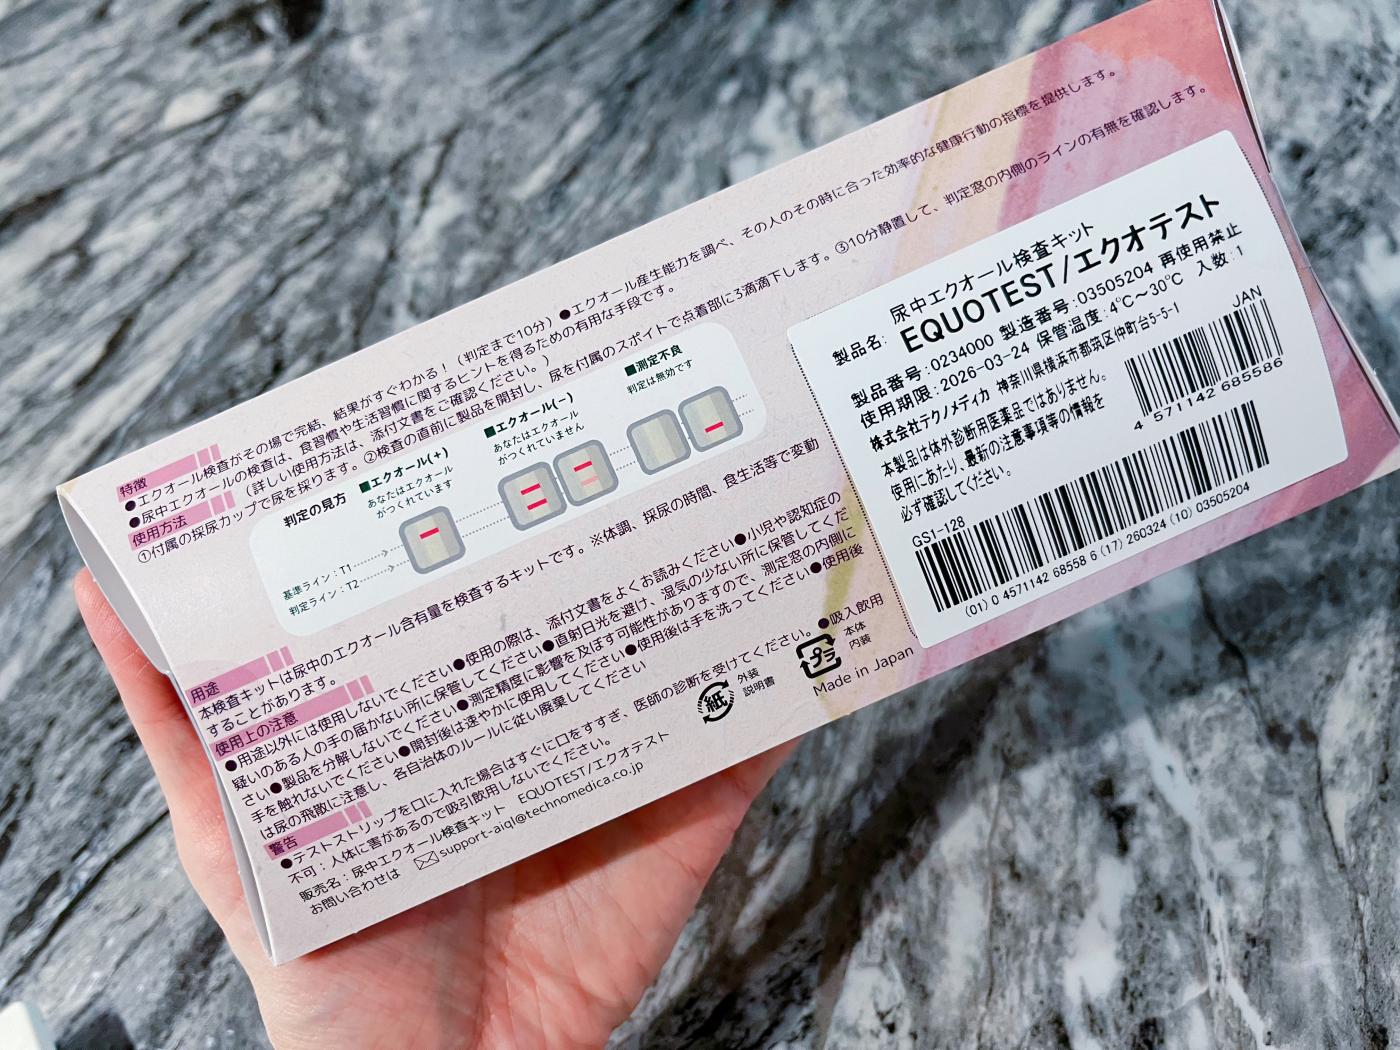 特徴
●エクオール検査がその場で完結、結果がすぐわかる！（判定まで10分）●エクオール産生能力を調べ、その人のその時に合った効率的な健康行動の指標を提供します。
●尿中エクオールの検査は、食習慣や生活習慣に関するヒントを得るための有用な手段です。
使用方法
（詳しい使用方法は、添付文書をご確認ください。）
①付属の採尿カップで尿を採ります。②検査の直前に製品を開封し、尿を付属のスポイトで点着部に3滴滴下します。③10分静置して、判定窓の内側のラインの有無を確認します。
判定の見方
■エクオール(+)
あなたはエクオール
がつくれています
■エクオール(−)
あなたはエクオール
がつくれていません
■測定不良
判定は無効です
基準ライン：T1
判定ライン：T2
用途
本検査キットは尿中のエクオール含有量を検査するキットです。※体調、採尿の時間、食生活等で変動
することがあります。
使用上の注意
●用途以外には使用しないでください●使用の際は、添付文書をよくお読みください●小児や認知症の
疑いのある人の手の届かない所に保管してください●直射日光を避け、湿気の少ない所に保管してくだ
さい●製品を分解しないでください●測定精度に影響を及ぼす可能性がありますので、測定窓の内側に
手を触れないでください●開封後は速やかに使用してください●使用後は手を洗ってください●使用後
は尿の飛散に注意し、各自治体のルールに従い廃棄してください
警告
●テストストリップを口に入れた場合はすぐに口をすすぎ、医師の診断を受けてください。●吸入飲用
不可：人体に害があるので吸引飲用しないでください。
販売名：尿中エクオール検査キット EQUOTEST/エクオテスト
お問い合わせは support-aiql@technomedica.co.jp
紙
外装
説明書
プラ
本体
内装
Made in Japan
製品名: 尿中エクオール検査キット
EQUOTEST/エクオテスト
製品番号:0234000 製造番号:03505204 再使用禁止
使用期限:2026-03-24 保管温度:4℃～30℃ 入数:1
株式会社テクノメディカ 神奈川県横浜市都筑区仲町台5-5-1
本製品は体外診断用医薬品ではありません。
使用にあたり、最新の注意事項等の情報を
必ず確認してください。
JAN
4 571142 685586
GS1-128
(01) 0 4571142 68558 6 (17) 260324 (10) 03505204